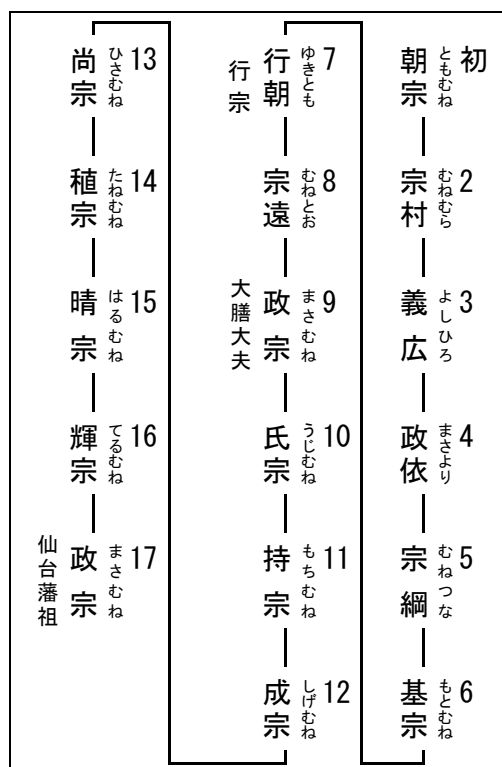 初
朝宗
ともむね
2
宗村
むねむら
3
義広
よしひろ
4
政依
まさより
5
宗綱
むねつな
6
基宗
もとむね
7
行朝
ゆきとも
行宗
8
宗遠
むねとお
9
政宗
まさむね
大膳大夫
10
氏宗
うじむね
11
持宗
もちむね
12
成宗
しげむね
13
尚宗
ひさむね
14
稙宗
たねむね
15
晴宗
はるむね
16
輝宗
てるむね
17
政宗
まさむね
仙台藩祖